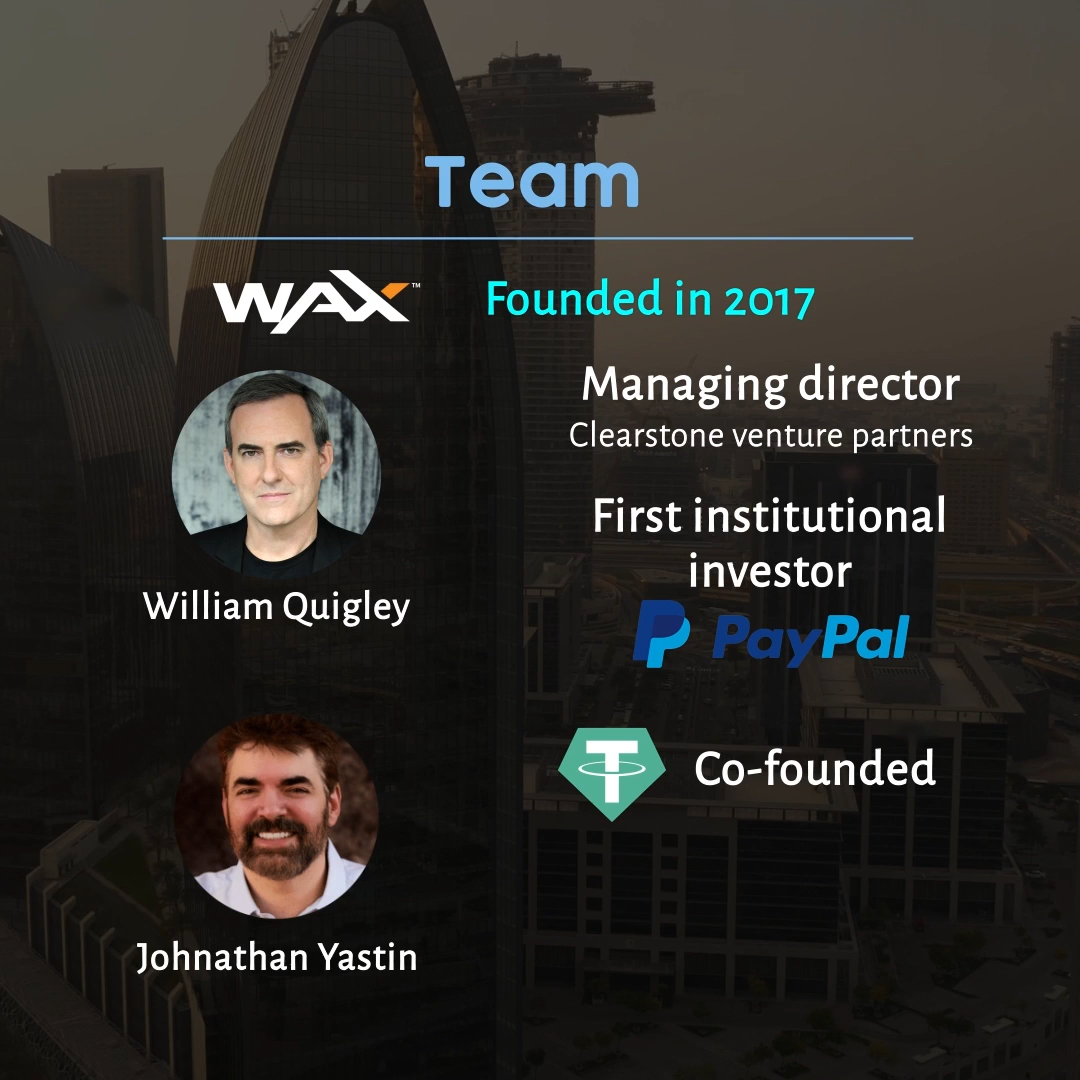 Team
WAX™ Founded in 2017
Managing director
Clearstone venture partners
First institutional
investor
PayPal
William Quigley
T Co-founded
Johnathan Yastin